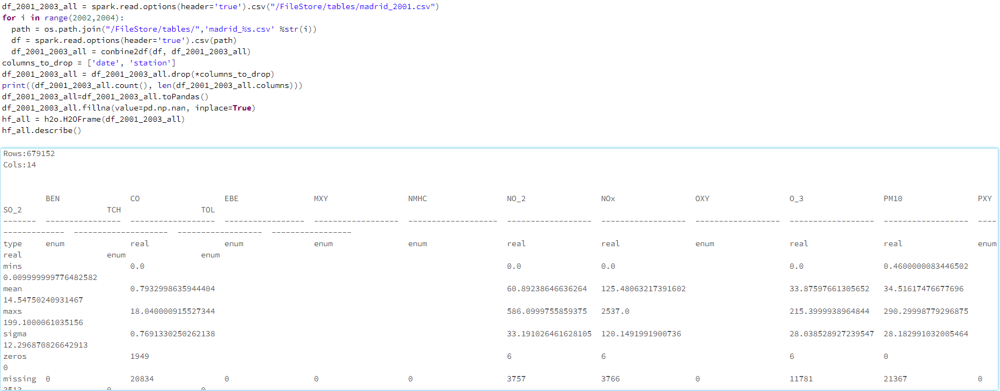 df_2001_2003_all = spark.read.options(header='true').csv("/FileStore/tables/madrid_2001.csv")
for i in range(2002,2004):
  path = os.path.join("/FileStore/tables/",'madrid_%s.csv' %str(i))
  df = spark.read.options(header='true').csv(path)
  df_2001_2003_all = conbine2df(df, df_2001_2003_all)
columns_to_drop = ['date', 'station']
df_2001_2003_all = df_2001_2003_all.drop(*columns_to_drop)
print((df_2001_2003_all.count(), len(df_2001_2003_all.columns)))
df_2001_2003_all=df_2001_2003_all.toPandas()
df_2001_2003_all.fillna(value=pd.np.nan, inplace=True)
hf_all = h2o.H2OFrame(df_2001_2003_all)
hf_all.describe()
Rows:679152
Cols:14
BEN CO EBE MXY NMHC NO_2 NOx OXY O_3 PM10 PXY
SO_2 TCH TOL
------- ---------------- ------------------ ----------------- ------------------ ------------------- ------------------ ------------------ ------------------ ------------------ ------------------ ----
------------- -------------------- ------------------ -----------------
type enum real enum enum enum real real enum real real enum
real enum enum
mins 0.0 0.0 0.0 0.0 0.4600000083446502
0.009999999776482582
mean 0.7932998635944404 60.89238646636264 125.48063217391602 33.87597661305652 34.51617476677696
14.54750240931467
maxs 18.040000915527344 586.0999755859375 2537.0 215.3999938964844 290.29998779296875
199.1000061035156
sigma 0.7691330250262138 33.191026461628105 120.1491991900736 28.038528927239547 28.182991032005464
12.296870826642913
zeros 1949 6 6 6 0
0
missing 0 20834 0 0 0 3757 3766 0 11781 21367 0
3513 0 0